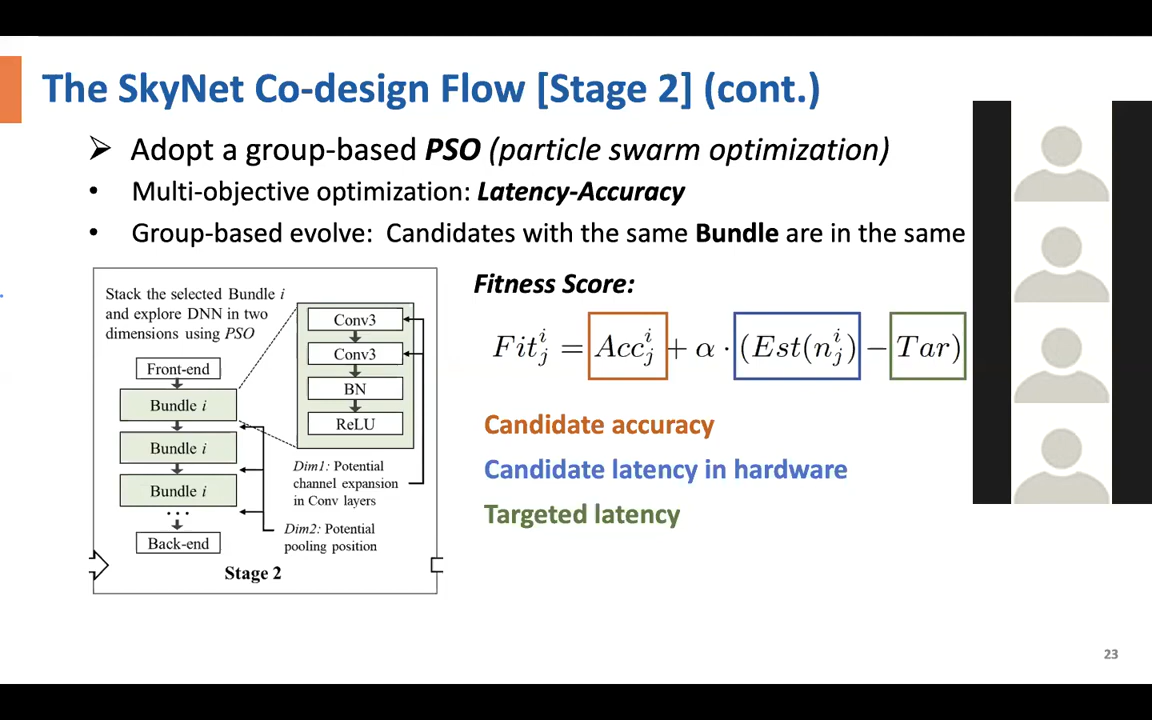 The SkyNet Co-design Flow [Stage 2] (cont.)
➢ Adopt a group-based PSO (particle swarm optimization)
• Multi-objective optimization: Latency-Accuracy
• Group-based evolve: Candidates with the same Bundle are in the same
Stack the selected Bundle i
and explore DNN in two
dimensions using PSO
Front-end
Bundle i
Bundle i
Bundle i
...
Back-end
Conv3
Conv3
BN
ReLU
Dim1: Potential
channel expansion
in Conv layers
Dim2: Potential
pooling position
Stage 2
Fitness Score:
Fit_j^i = Acc_j^i + α · (Est(n_j^i) − Tar)
Candidate accuracy
Candidate latency in hardware
Targeted latency
23